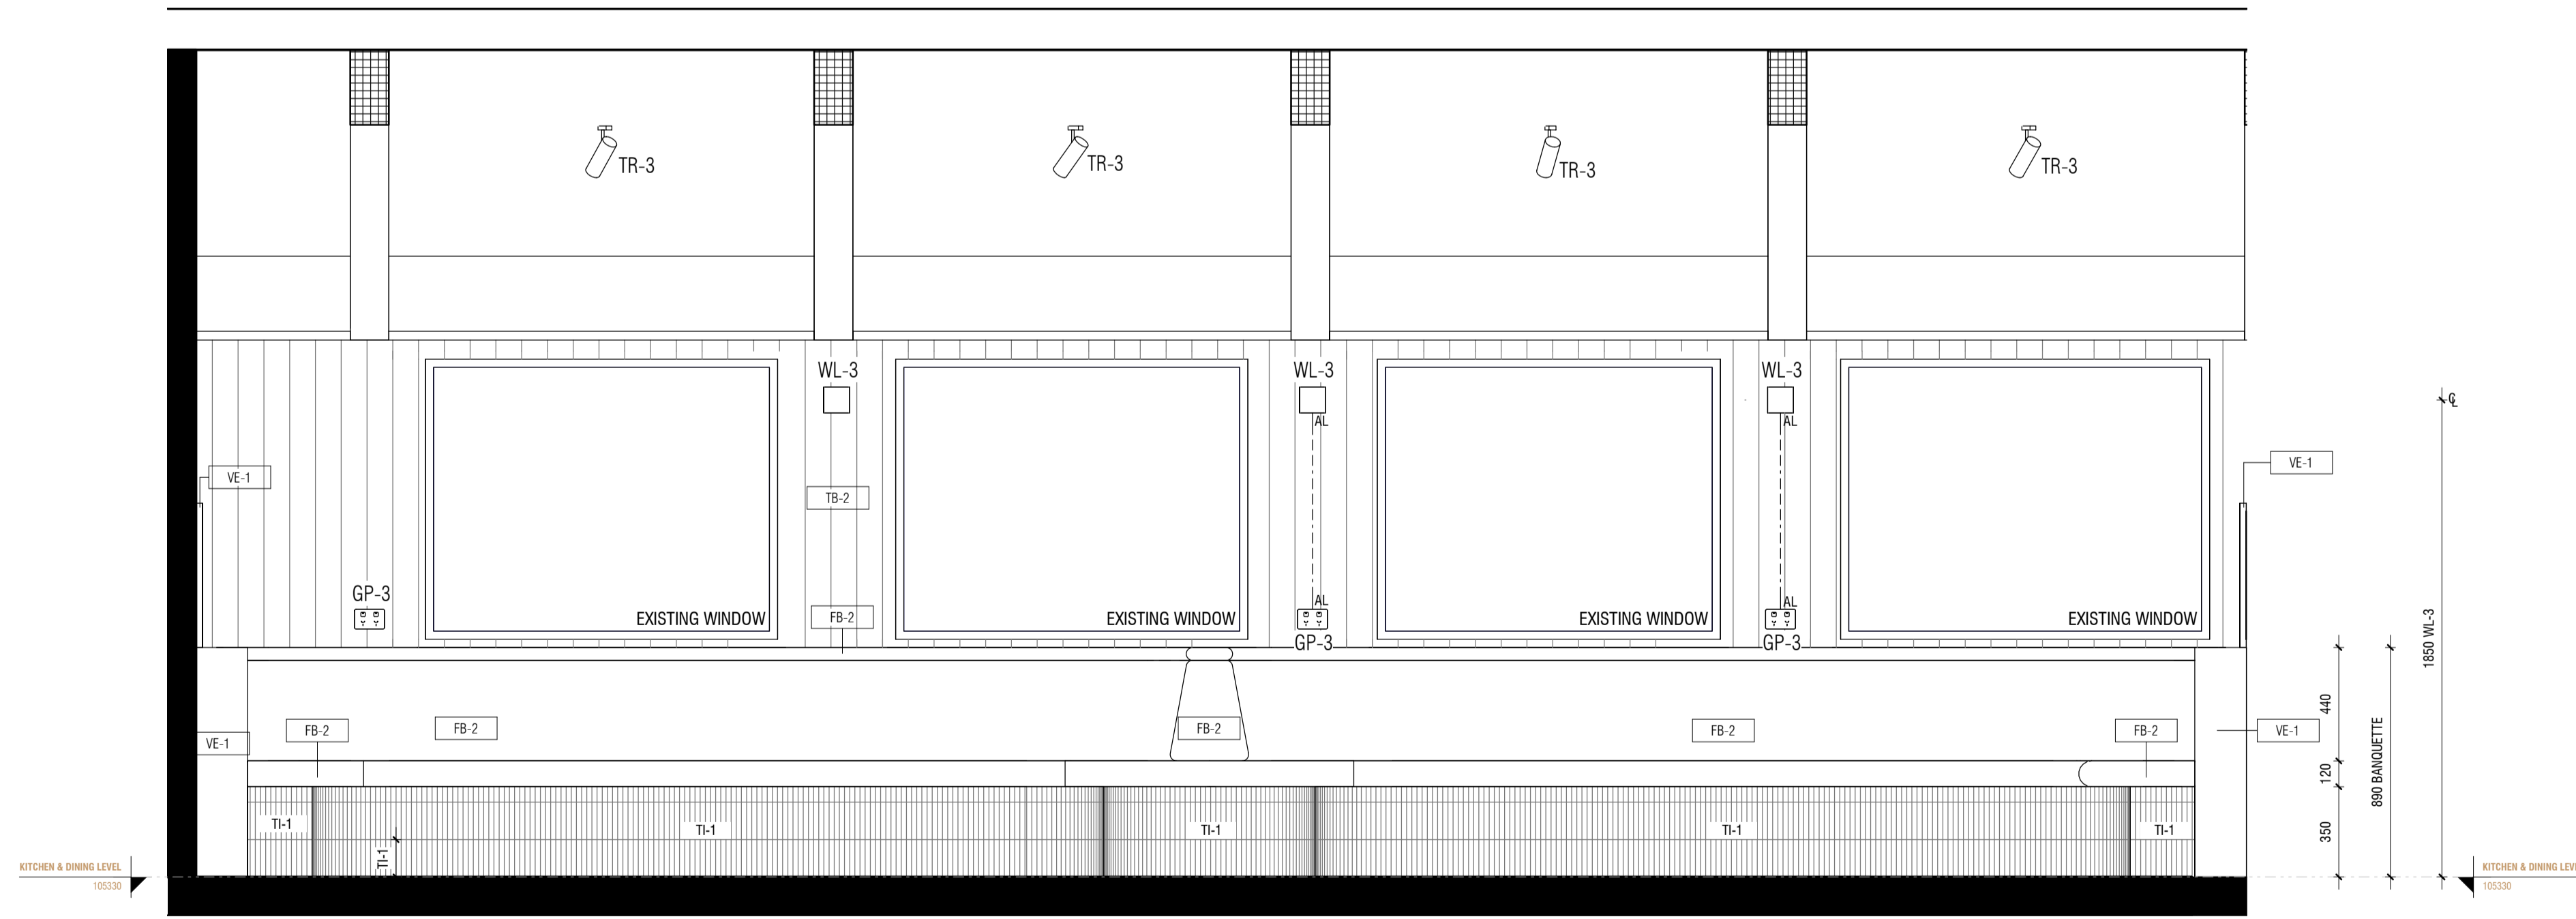 TR-3
TR-3
TR-3
TR-3
WL-3
WL-3
WL-3
℄
AL
AL
VE-1
VE-1
TB-2
GP-3
AL
AL
FB-2
EXISTING WINDOW
EXISTING WINDOW
EXISTING WINDOW
EXISTING WINDOW
GP-3
GP-3
1850 WL-3
440
890 BANQUETTE
120
350
FB-2
FB-2
FB-2
FB-2
FB-2
VE-1
VE-1
TI-1
TI-1
TI-1
TI-1
TI-1
TI-1
KITCHEN & DINING LEVEL
105330
KITCHEN & DINING LEVE
105330